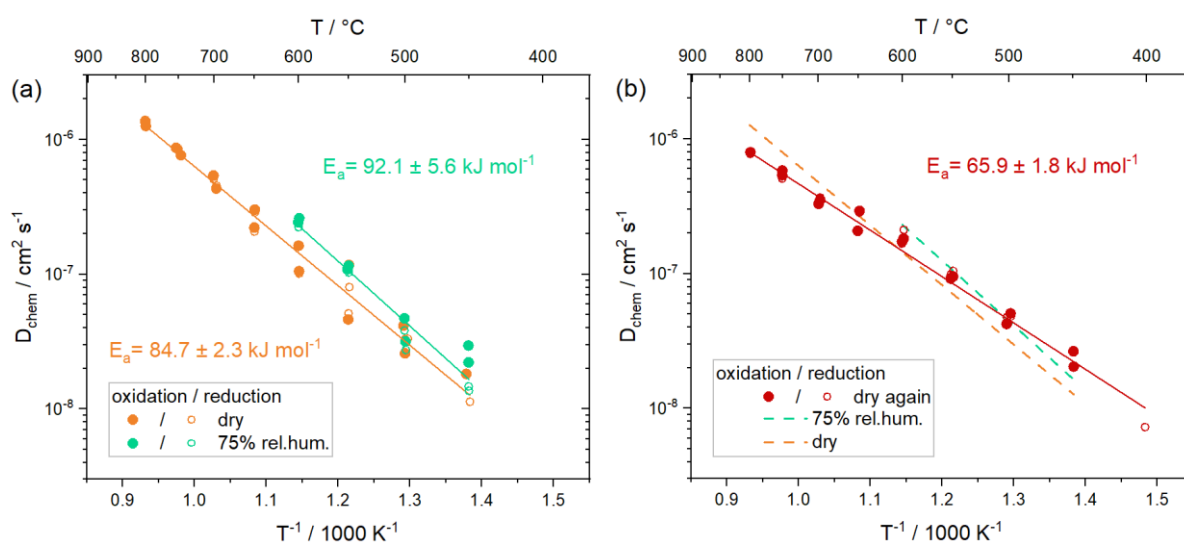 T / °C
900 800 700 600 500 400
(a)
10⁻⁶
10⁻⁷
10⁻⁸
D_chem / cm² s⁻¹
E_a= 92.1 ± 5.6 kJ mol⁻¹
E_a= 84.7 ± 2.3 kJ mol⁻¹
oxidation / reduction
/ dry
/ 75% rel.hum.
0.9 1.0 1.1 1.2 1.3 1.4 1.5
T⁻¹ / 1000 K⁻¹
T / °C
900 800 700 600 500 400
(b)
10⁻⁶
10⁻⁷
10⁻⁸
D_chem / cm² s⁻¹
E_a= 65.9 ± 1.8 kJ mol⁻¹
oxidation / reduction
/ dry again
75% rel.hum.
dry
0.9 1.0 1.1 1.2 1.3 1.4 1.5
T⁻¹ / 1000 K⁻¹